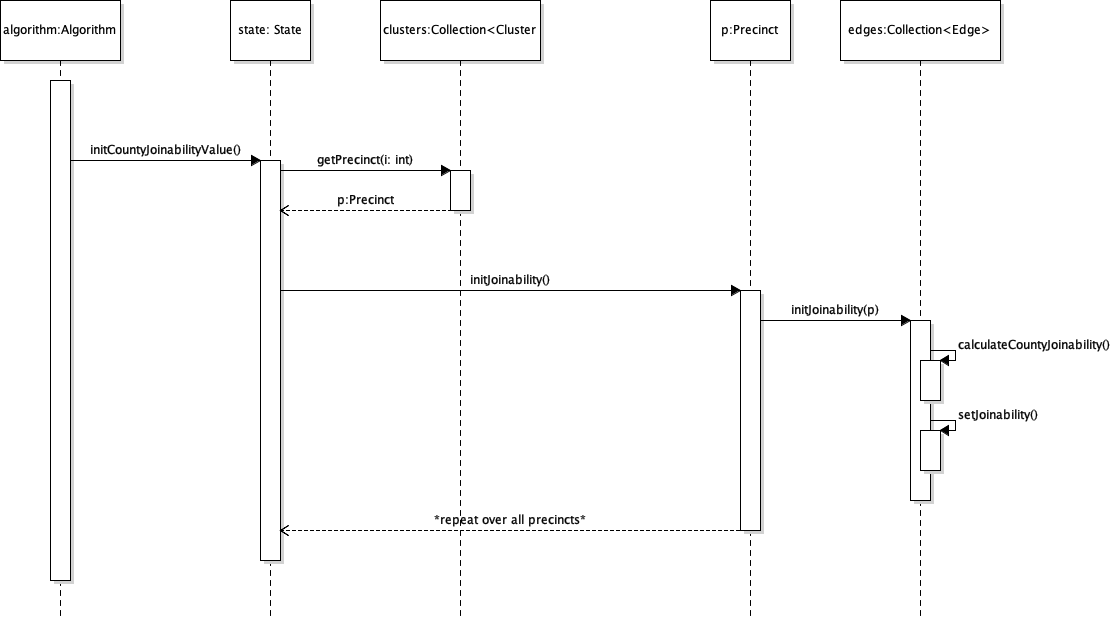 algorithm:Algorithm
state: State
clusters:Collection<Cluster
p:Precinct
edges:Collection<Edge>
initCountyJoinabilityValue()
getPrecinct(i: int)
p:Precinct
initJoinability()
initJoinability(p)
calculateCountyJoinability()
setJoinability()
*repeat over all precincts*